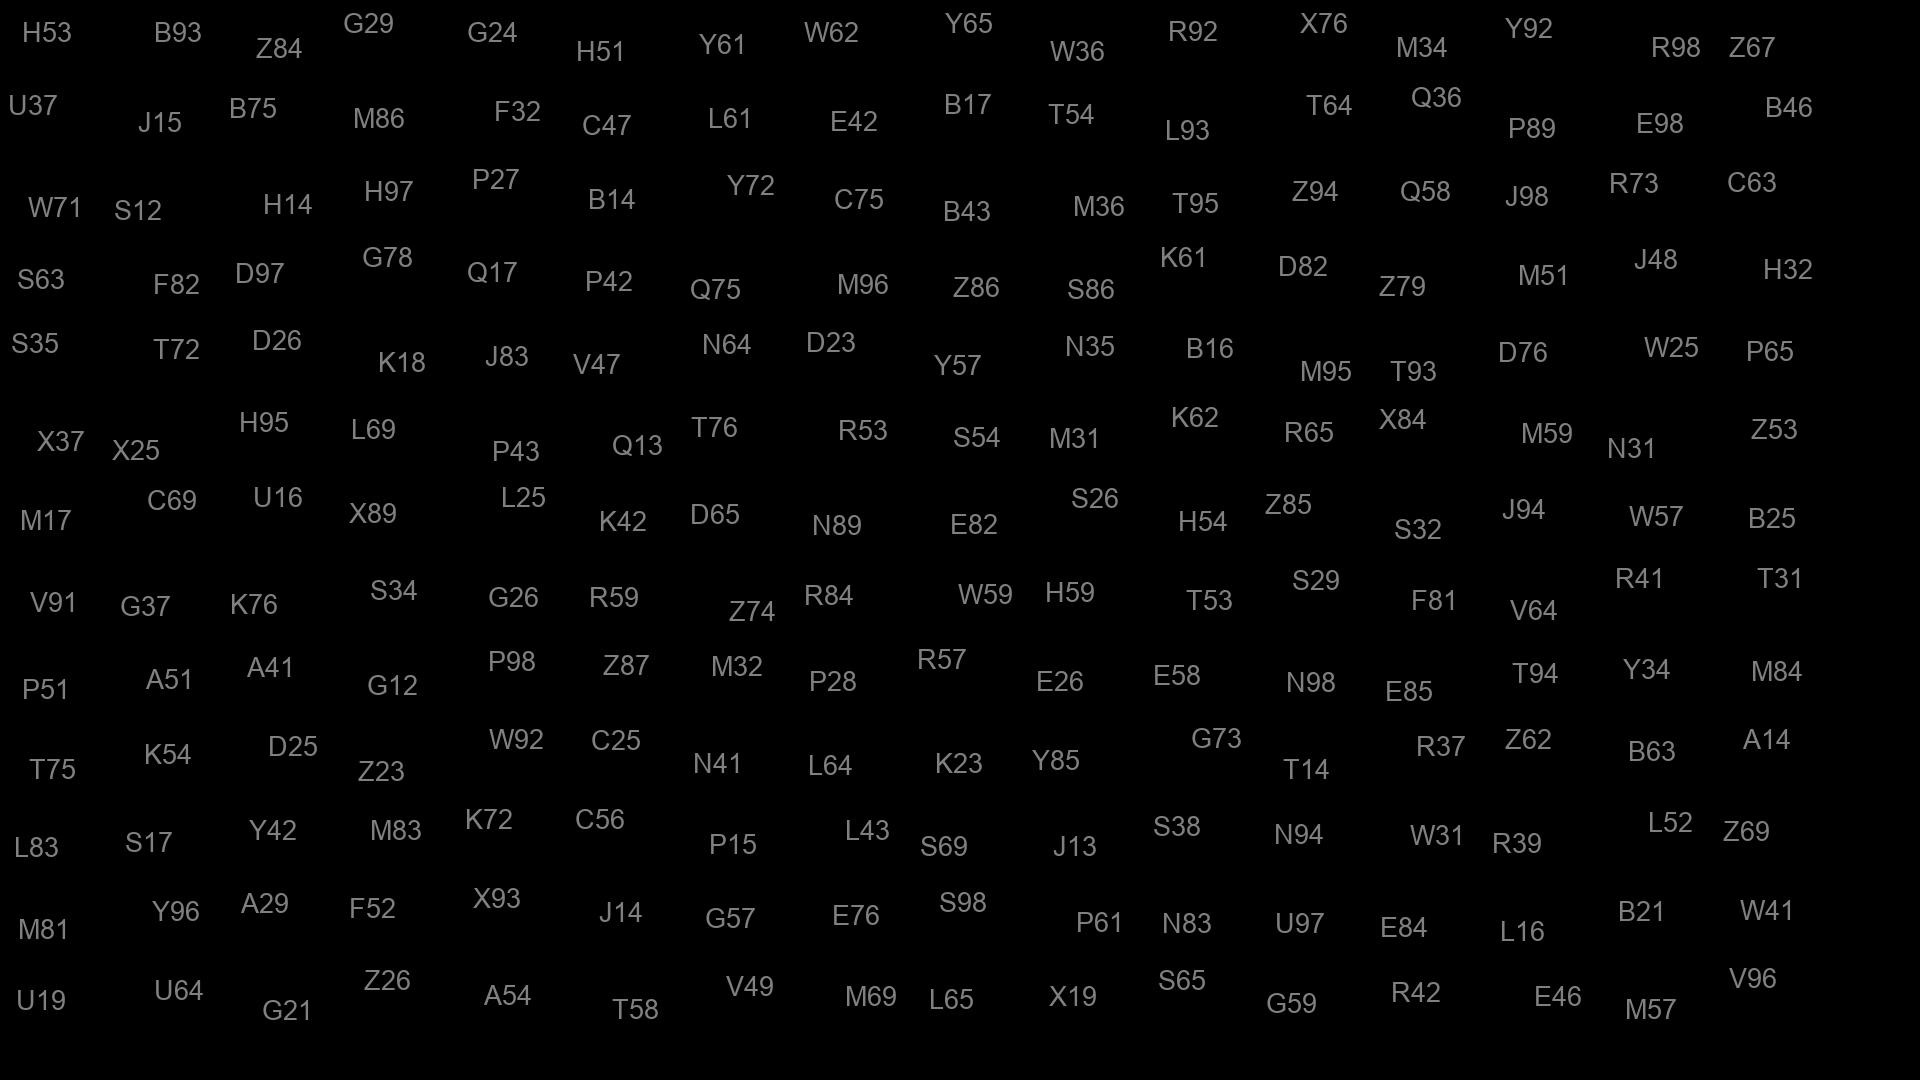 H53 B93 Z84 G29 G24 H51 Y61 W62 Y65 W36 R92 X76 M34 Y92 R98 Z67
U37 J15 B75 M86 F32 C47 L61 E42 B17 T54 L93 T64 Q36 P89 E98 B46
W71 S12 H14 H97 P27 B14 Y72 C75 B43 M36 T95 Z94 Q58 J98 R73 C63
S63 F82 D97 G78 Q17 P42 Q75 M96 Z86 S86 K61 D82 Z79 M51 J48 H32
S35 T72 D26 K18 J83 V47 N64 D23 Y57 N35 B16 M95 T93 D76 W25 P65
X37 X25 H95 L69 P43 Q13 T76 R53 S54 M31 K62 R65 X84 M59 N31 Z53
M17 C69 U16 X89 L25 K42 D65 N89 E82 S26 H54 Z85 S32 J94 W57 B25
V91 G37 K76 S34 G26 R59 Z74 R84 W59 H59 T53 S29 F81 V64 R41 T31
P51 A51 A41 G12 P98 Z87 M32 P28 R57 E26 E58 N98 E85 T94 Y34 M84
T75 K54 D25 Z23 W92 C25 N41 L64 K23 Y85 G73 T14 R37 Z62 B63 A14
L83 S17 Y42 M83 K72 C56 P15 L43 S69 J13 S38 N94 W31 R39 L52 Z69
M81 Y96 A29 F52 X93 J14 G57 E76 S98 P61 N83 U97 E84 L16 B21 W41
U19 U64 G21 Z26 A54 T58 V49 M69 L65 X19 S65 G59 R42 E46 M57 V96